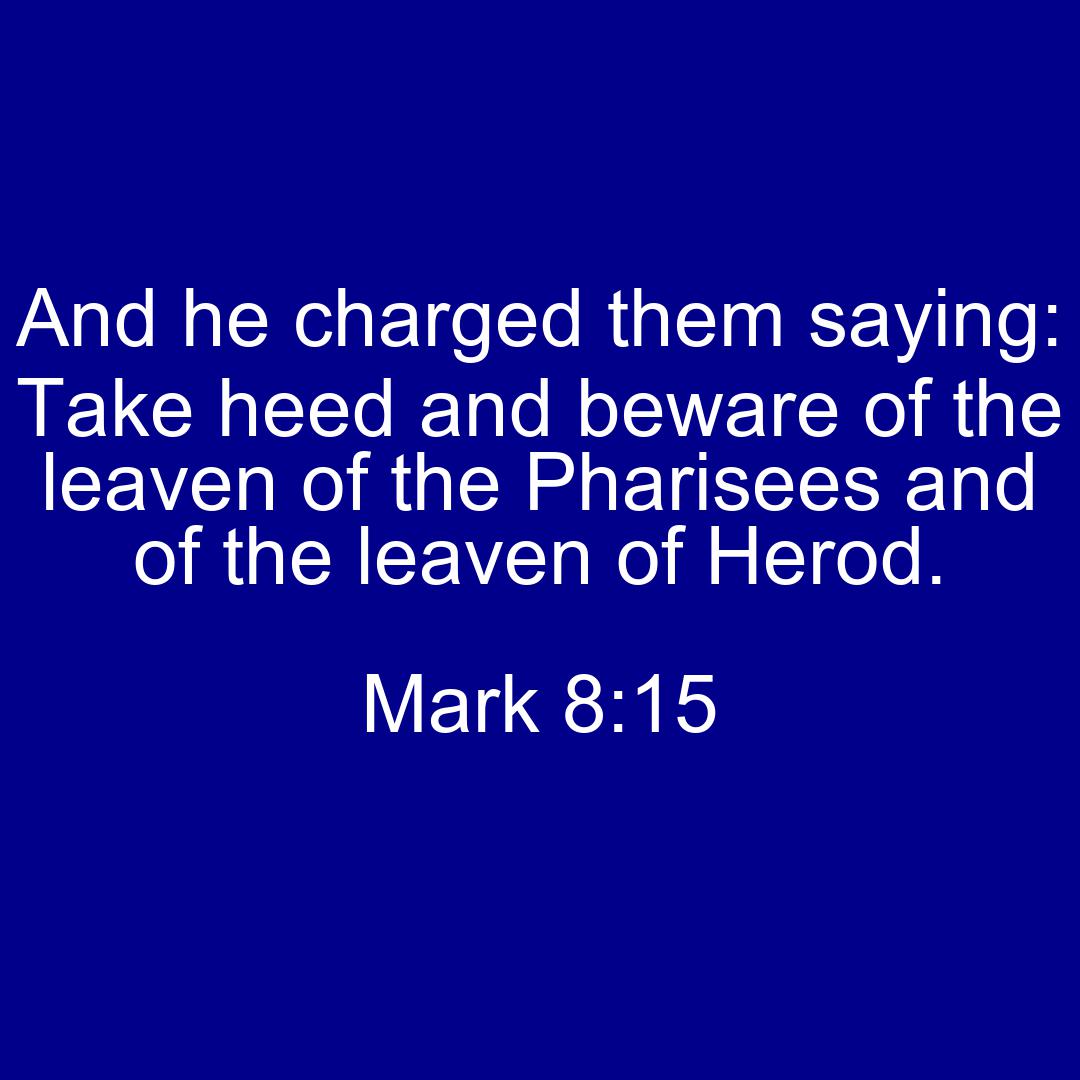 And he charged them saying:
Take heed and beware of the
leaven of the Pharisees and
of the leaven of Herod.
Mark 8:15